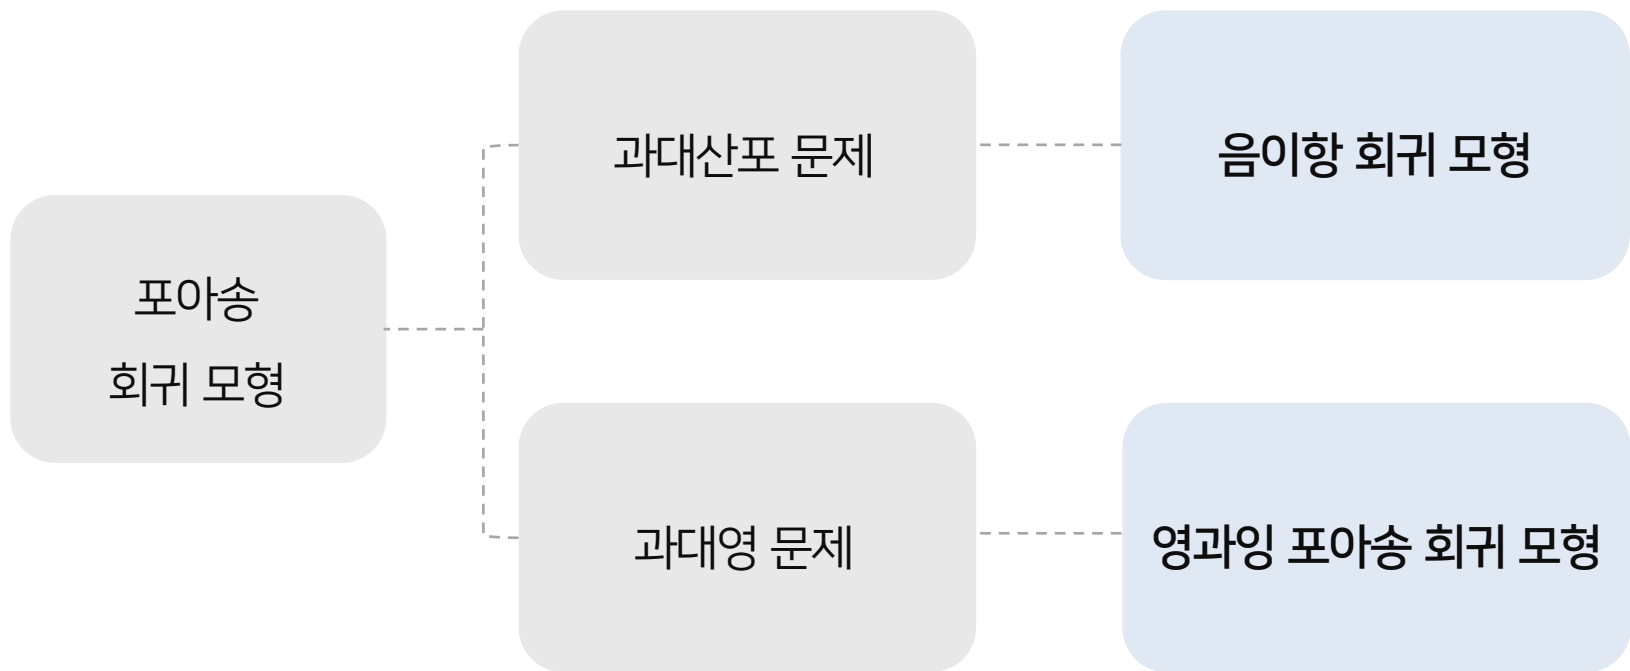 포아송
회귀 모형
과대산포 문제
음이항 회귀 모형
과대영 문제
영과잉 포아송 회귀 모형